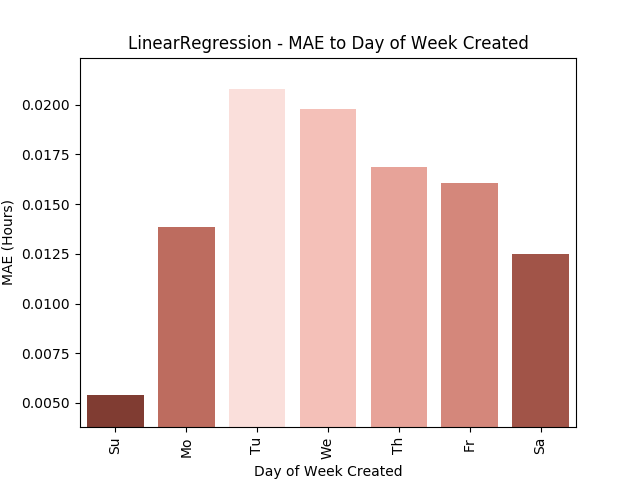 LinearRegression - MAE to Day of Week Created
MAE (Hours)
0.0200
0.0175
0.0150
0.0125
0.0100
0.0075
0.0050
Su
Mo
Tu
We
Th
Fr
Sa
Day of Week Created